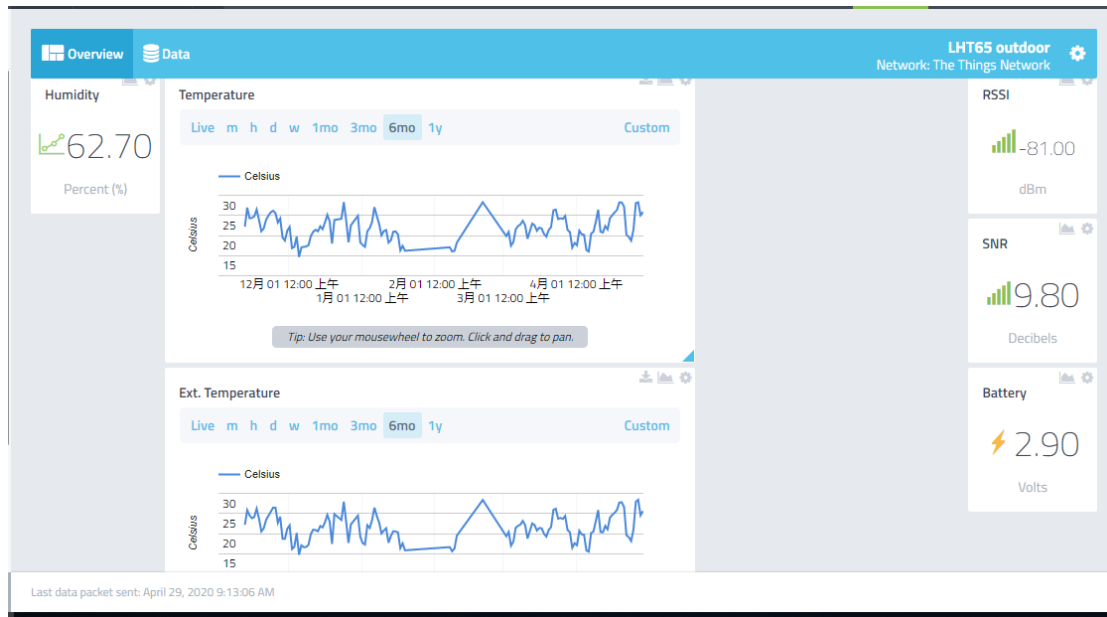 Overview
Data
LHT65 outdoor
Network: The Things Network
Humidity
62.70
Percent (%)
Temperature
Live m h d w 1mo 3mo 6mo 1y Custom
Celsius
Celsius
30
25
20
15
12月 01 12:00 上午
1月 01 12:00 上午
2月 01 12:00 上午
3月 01 12:00 上午
4月 01 12:00 上午
Tip: Use your mousewheel to zoom. Click and drag to pan.
Ext. Temperature
Live m h d w 1mo 3mo 6mo 1y Custom
Celsius
Celsius
30
25
20
15
RSSI
-81.00
dBm
SNR
9.80
Decibels
Battery
2.90
Volts
Last data packet sent: April 29, 2020 9:13:06 AM